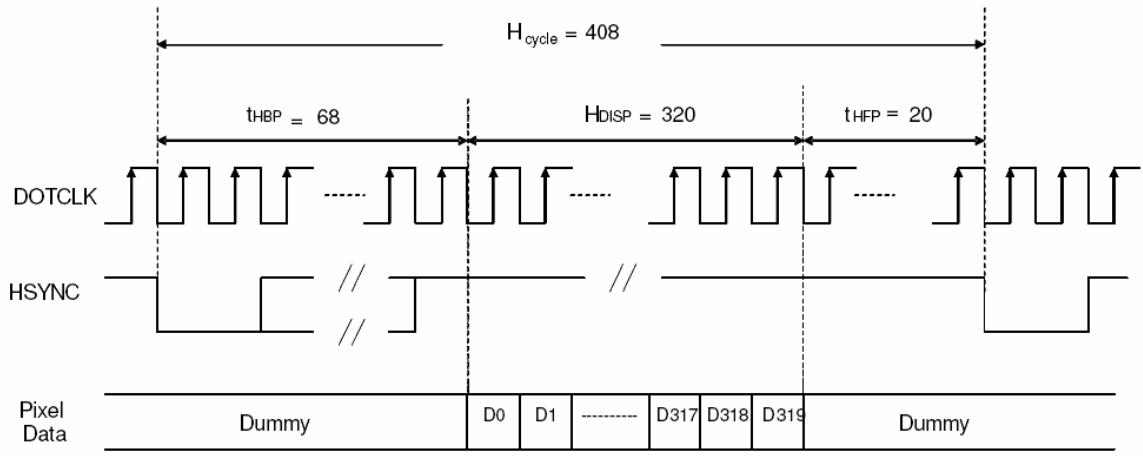 Hcycle = 408
tHBP = 68
HDISP = 320
tHFP = 20
DOTCLK
HSYNC
Pixel
Data
Dummy
D0
D1
D317
D318
D319
Dummy